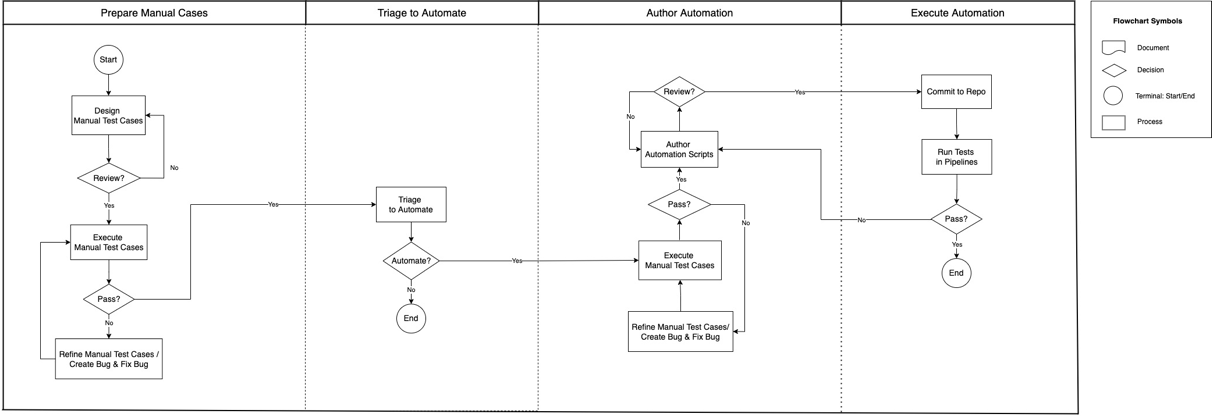 Prepare Manual Cases
Triage to Automate
Author Automation
Execute Automation
Start
Design
Manual Test Cases
Review?
No
Yes
Execute
Manual Test Cases
Pass?
Yes
No
Refine Manual Test Cases /
Create Bug & Fix Bug
Triage
to Automate
Automate?
Yes
No
End
Review?
Yes
No
Author
Automation Scripts
Yes
Pass?
No
Execute
Manual Test Cases
Refine Manual Test Cases/
Create Bug & Fix Bug
Commit to Repo
Run Tests
in Pipelines
Pass?
No
Yes
End
Flowchart Symbols
Document
Decision
Terminal: Start/End
Process